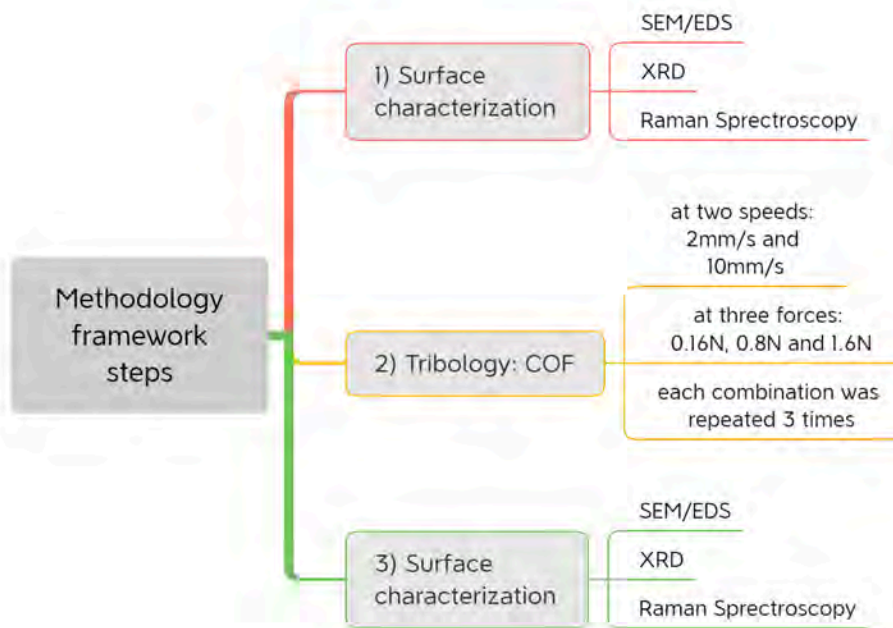 Methodology
framework
steps
1) Surface
characterization
SEM/EDS
XRD
Raman Sprectroscopy
2) Tribology: COF
at two speeds:
2mm/s and
10mm/s
at three forces:
0.16N, 0.8N and 1.6N
each combination was
repeated 3 times
3) Surface
characterization
SEM/EDS
XRD
Raman Sprectroscopy